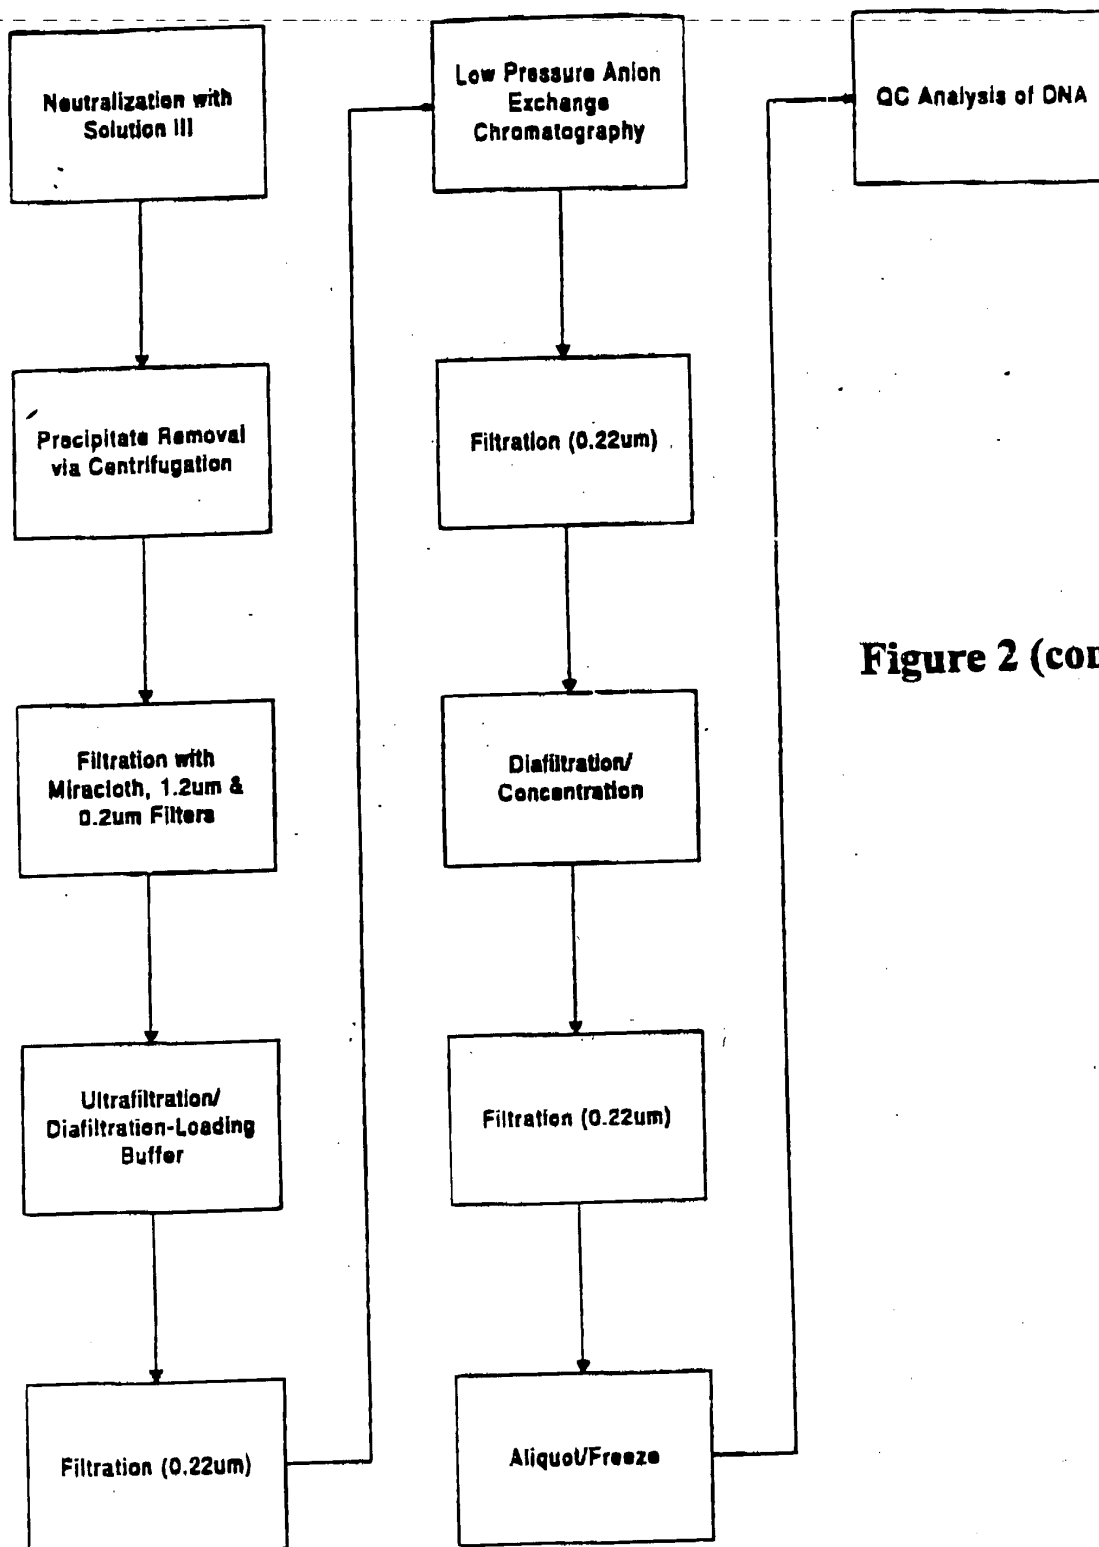 Neutralization with
Solution III
Precipitate Removal
via Centrifugation
Filtration with
Miracloth, 1.2um &
0.2um Filters
Ultrafiltration/
Diafiltration-Loading
Buffer
Filtration (0.22um)
Low Pressure Anion
Exchange
Chromatography
Filtration (0.22um)
Diafiltration/
Concentration
Filtration (0.22um)
Aliquot/Freeze
QC Analysis of DNA
Figure 2 (con